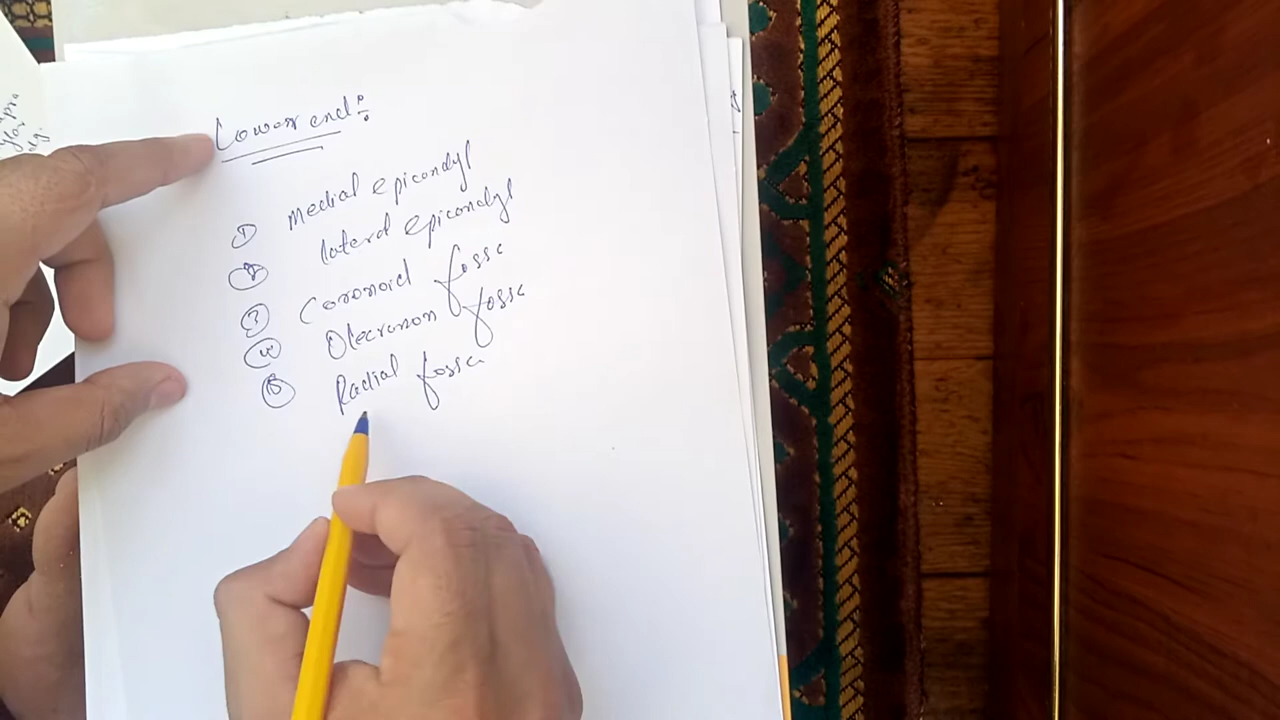 Lower end:
① Medial epicondyl
② lateral epicondyl
③ Coronoid fossa
④ Olecranon fossa
⑤ Radial fossa